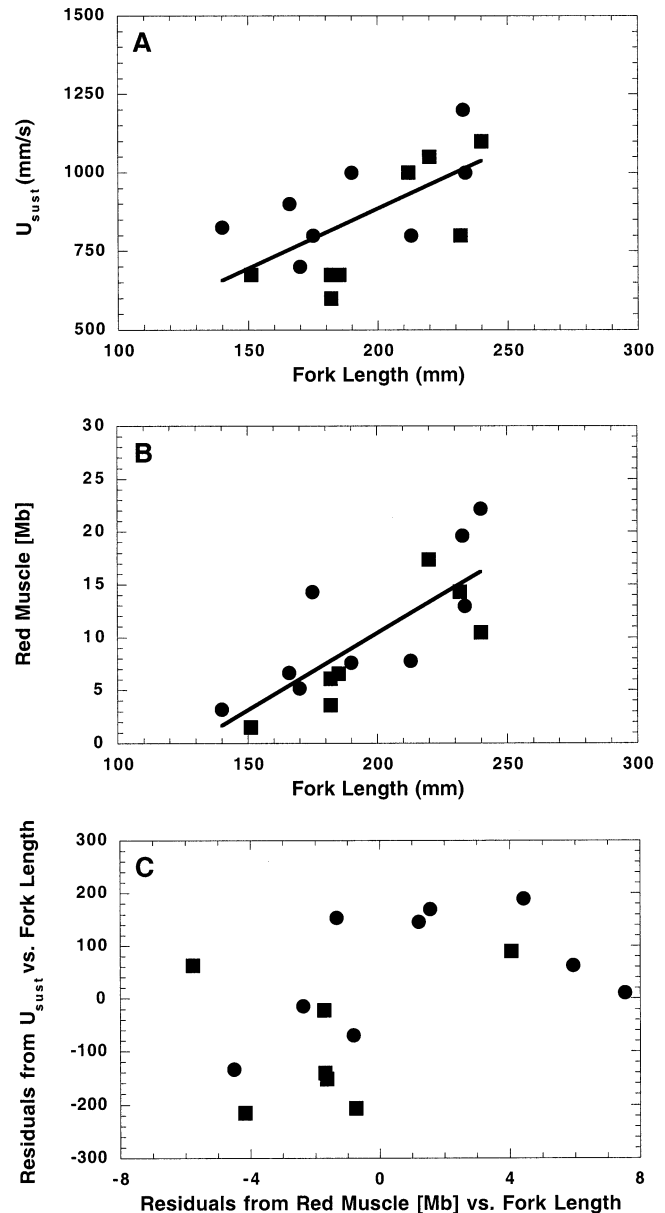 A
1500
1250
1000
750
500
U sust (mm/s)
100 150 200 250 300
Fork Length (mm)
B
30
25
20
15
10
5
0
Red Muscle [Mb]
100 150 200 250 300
Fork Length (mm)
C
300
200
100
0
-100
-200
-300
Residuals from U sust vs. Fork Length
-8 -4 0 4 8
Residuals from Red Muscle [Mb] vs. Fork Length